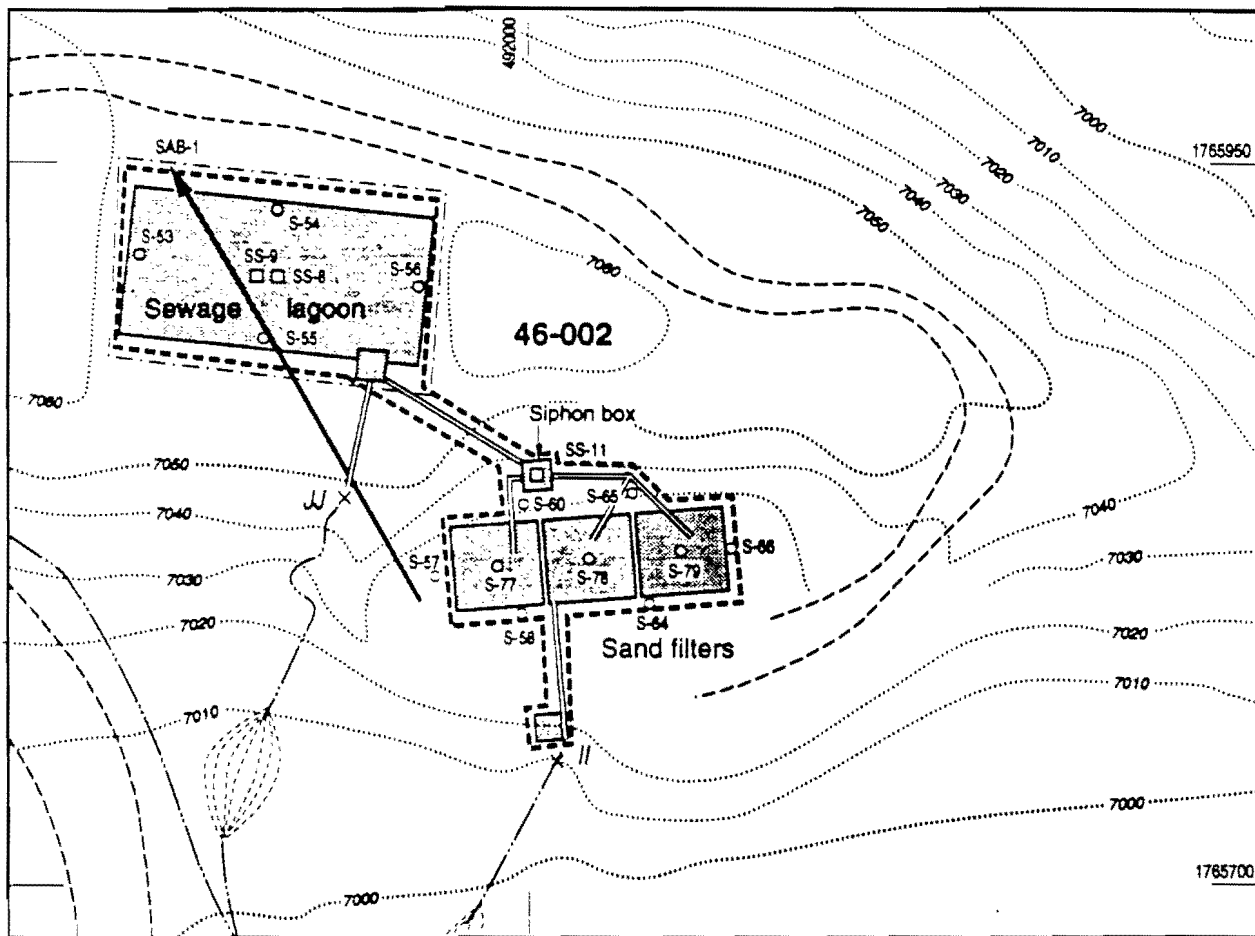 492000
7000
7010
1765950
SAB-1
7020
7030
7040
7050
S-54
S-53
SS-9
SS-8
S-56
7060
Sewage lagoon
46-002
S-55
7060
Siphon box
SS-11
7050
S-65
JJ
S-60
7040
7040
S-66
7030
S-57
S-77
S-78
S-79
7030
7020
S-58
S-64
7020
Sand filters
7010
7010
II
7000
1765700
7000